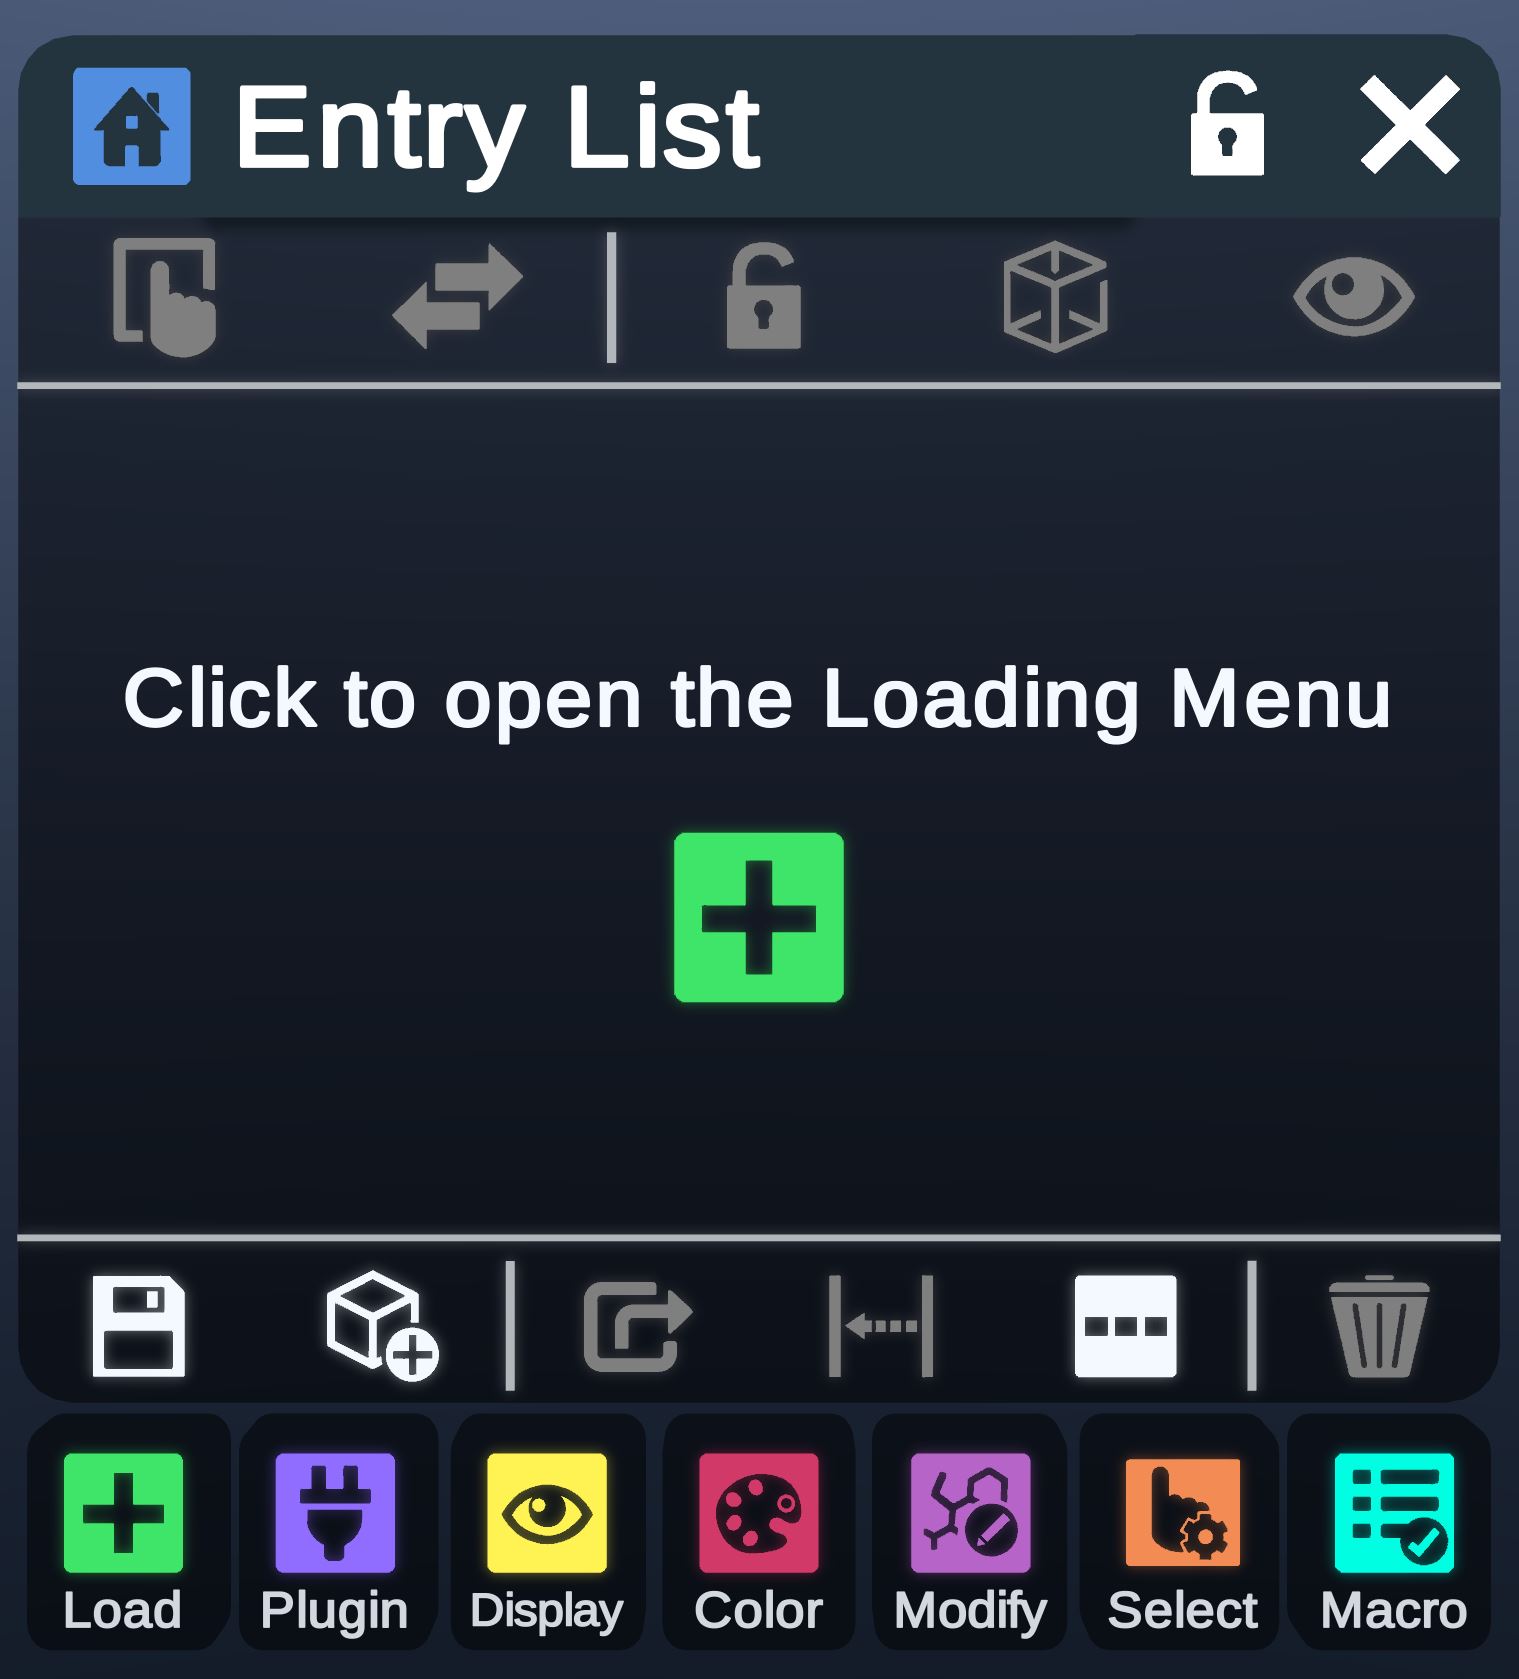 Entry List
Click to open the Loading Menu
Load
Plugin
Display
Color
Modify
Select
Macro